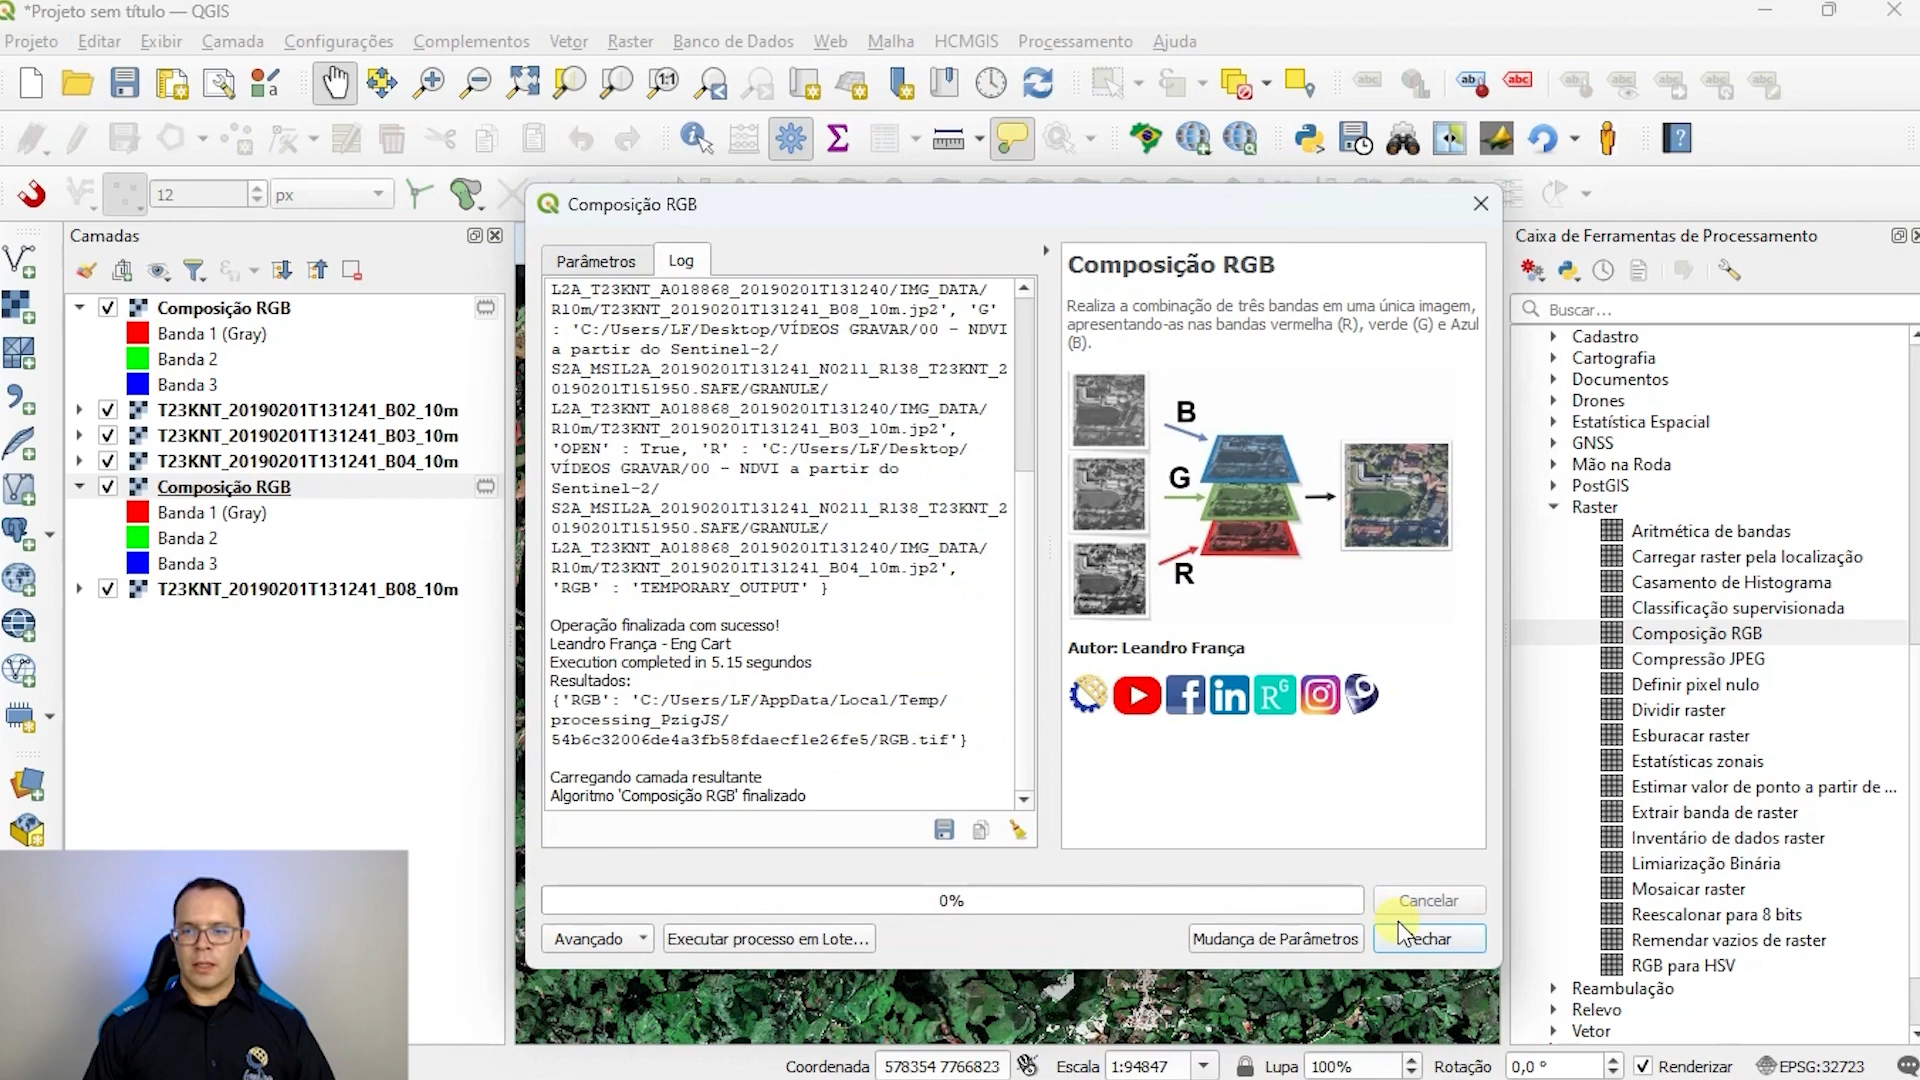 *Projeto sem título — QGIS
Projeto Editar Exibir Camada Configurações Complementos Vetor Raster Banco de Dados Web Malha HCMGIS Processamento Ajuda
1:1
abc
ab
abc
ab
abc
abc
abc
abc
12
px
Camadas
Composição RGB
Banda 1 (Gray)
Banda 2
Banda 3
T23KNT_20190201T131241_B02_10m
T23KNT_20190201T131241_B03_10m
T23KNT_20190201T131241_B04_10m
Composição RGB
Banda 1 (Gray)
Banda 2
Banda 3
T23KNT_20190201T131241_B08_10m
Composição RGB
Parâmetros
Log
L2A_T23KNT_A018868_20190201T131240/IMG_DATA/
R10m/T23KNT_20190201T131241_B08_10m.jp2', 'G'
: 'C:/Users/LF/Desktop/VÍDEOS GRAVAR/00 - NDVI
a partir do Sentinel-2/
S2A_MSIL2A_20190201T131241_N0211_R138_T23KNT_2
0190201T151950.SAFE/GRANULE/
L2A_T23KNT_A018868_20190201T131240/IMG_DATA/
R10m/T23KNT_20190201T131241_B03_10m.jp2',
'OPEN' : True, 'R' : 'C:/Users/LF/Desktop/
VÍDEOS GRAVAR/00 - NDVI a partir do
Sentinel-2/
S2A_MSIL2A_20190201T131241_N0211_R138_T23KNT_2
0190201T151950.SAFE/GRANULE/
L2A_T23KNT_A018868_20190201T131240/IMG_DATA/
R10m/T23KNT_20190201T131241_B04_10m.jp2',
'RGB' : 'TEMPORARY_OUTPUT' }
Operação finalizada com sucesso!
Leandro França - Eng Cart
Execution completed in 5.15 segundos
Resultados:
{'RGB': 'C:/Users/LF/AppData/Local/Temp/
processing_PzigJS/
54b6c32006de4a3fb58fdaecf1e26fe5/RGB.tif'}
Carregando camada resultante
Algoritmo 'Composição RGB' finalizado
Composição RGB
Realiza a combinação de três bandas em uma única imagem,
apresentando-as nas bandas vermelha (R), verde (G) e Azul
(B).
B
G
R
Autor: Leandro França
in
R G
0%
Cancelar
Avançado
Executar processo em Lote...
Mudança de Parâmetros
Fechar
Caixa de Ferramentas de Processamento
Buscar...
Cadastro
Cartografia
Documentos
Drones
Estatística Espacial
GNSS
Mão na Roda
PostGIS
Raster
Aritmética de bandas
Carregar raster pela localização
Casamento de Histograma
Classificação supervisionada
Composição RGB
Compressão JPEG
Definir pixel nulo
Dividir raster
Esburacar raster
Estatísticas zonais
Estimar valor de ponto a partir de ...
Extrair banda de raster
Inventário de dados raster
Limiarização Binária
Mosaicar raster
Reescalonar para 8 bits
Remendar vazios de raster
RGB para HSV
Reambulação
Relevo
Vetor
Coordenada 578354 7766823 Escala 1:94847 Lupa 100% Rotação 0,0 ° Renderizar EPSG:32723